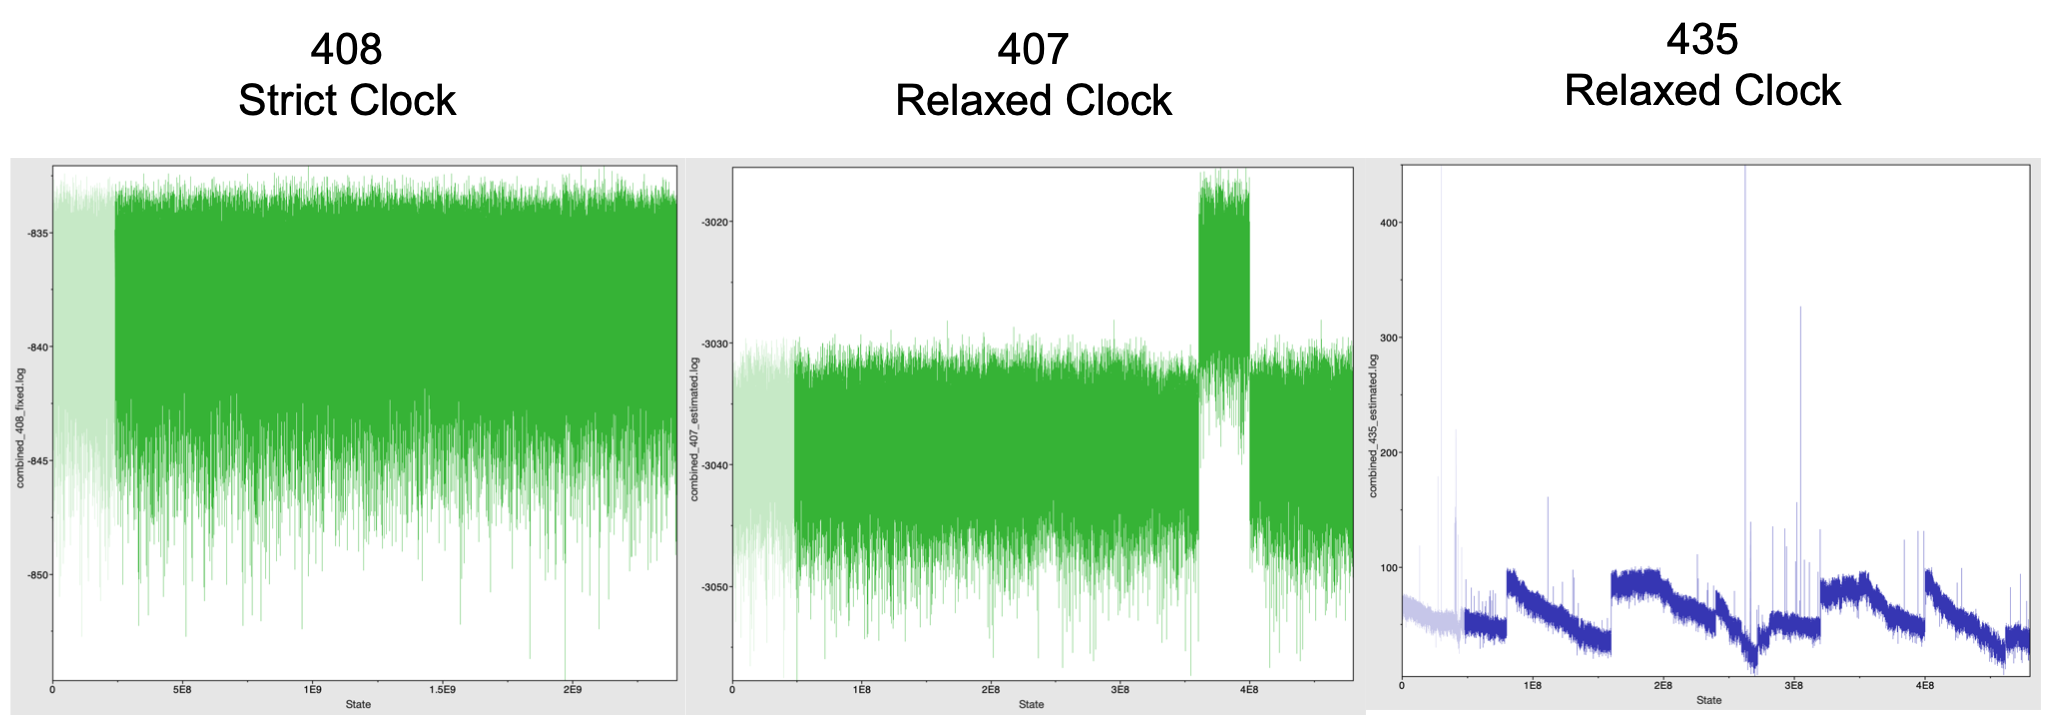 408
Strict Clock
407
Relaxed Clock
435
Relaxed Clock
combined_408_fixed.log
-835
-840
-845
-850
0
5E8
1E9
1.5E9
2E9
State
combined_407_estimated.log
-3020
-3030
-3040
-3050
0
1E8
2E8
3E8
4E8
State
combined_435_estimated.log
400
300
200
100
0
1E8
2E8
3E8
4E8
State